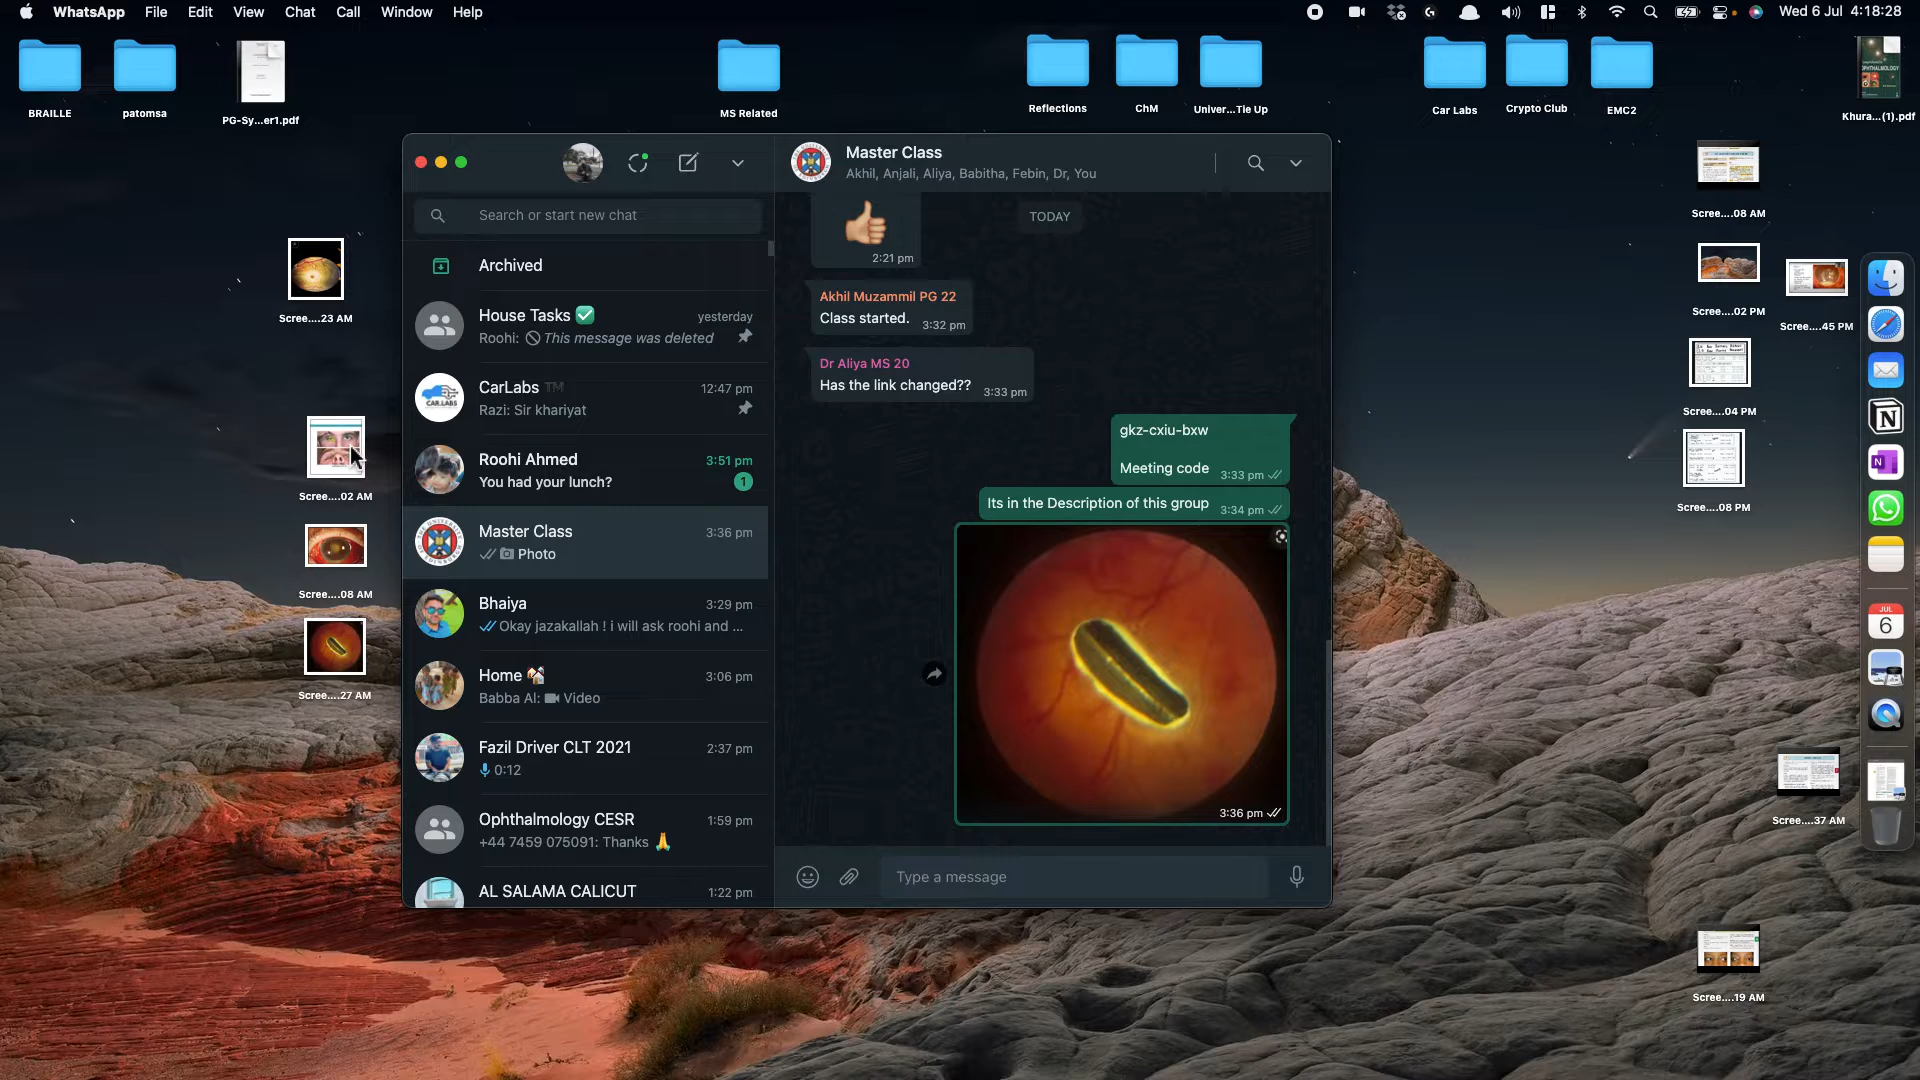 WhatsApp File Edit View Chat Call Window Help
Wed 6 Jul 4:18:28
BRAILLE
patomsa
PG-Sy...er1.pdf
MS Related
Reflections
ChM
Univer...Tie Up
Car Labs
Crypto Club
EMC2
Khura...(1).pdf
Scree....23 AM
Scree....02 AM
Scree....08 AM
Scree....27 AM
Search or start new chat
Archived
House Tasks ✅ yesterday
Roohi: 🚫 This message was deleted
CarLabs ™ 12:47 pm
Razi: Sir khariyat
Roohi Ahmed 3:51 pm
You had your lunch? 1
Master Class 3:36 pm
Photo
Bhaiya 3:29 pm
Okay jazakallah ! i will ask roohi and ...
Home 3:06 pm
Babba Al: Video
Fazil Driver CLT 2021 2:37 pm
0:12
Ophthalmology CESR 1:59 pm
+44 7459 075091: Thanks 🙏
AL SALAMA CALICUT 1:22 pm
Master Class
Akhil, Anjali, Aliya, Babitha, Febin, Dr, You
TODAY
2:21 pm
Akhil Muzammil PG 22
Class started. 3:32 pm
Dr Aliya MS 20
Has the link changed?? 3:33 pm
gkz-cxiu-bxw
Meeting code 3:33 pm
Its in the Description of this group 3:34 pm
3:36 pm
Type a message
Scree....08 AM
Scree....02 PM
Scree....45 PM
Scree....04 PM
Scree....08 PM
Scree....37 AM
Scree....19 AM
JUL
6